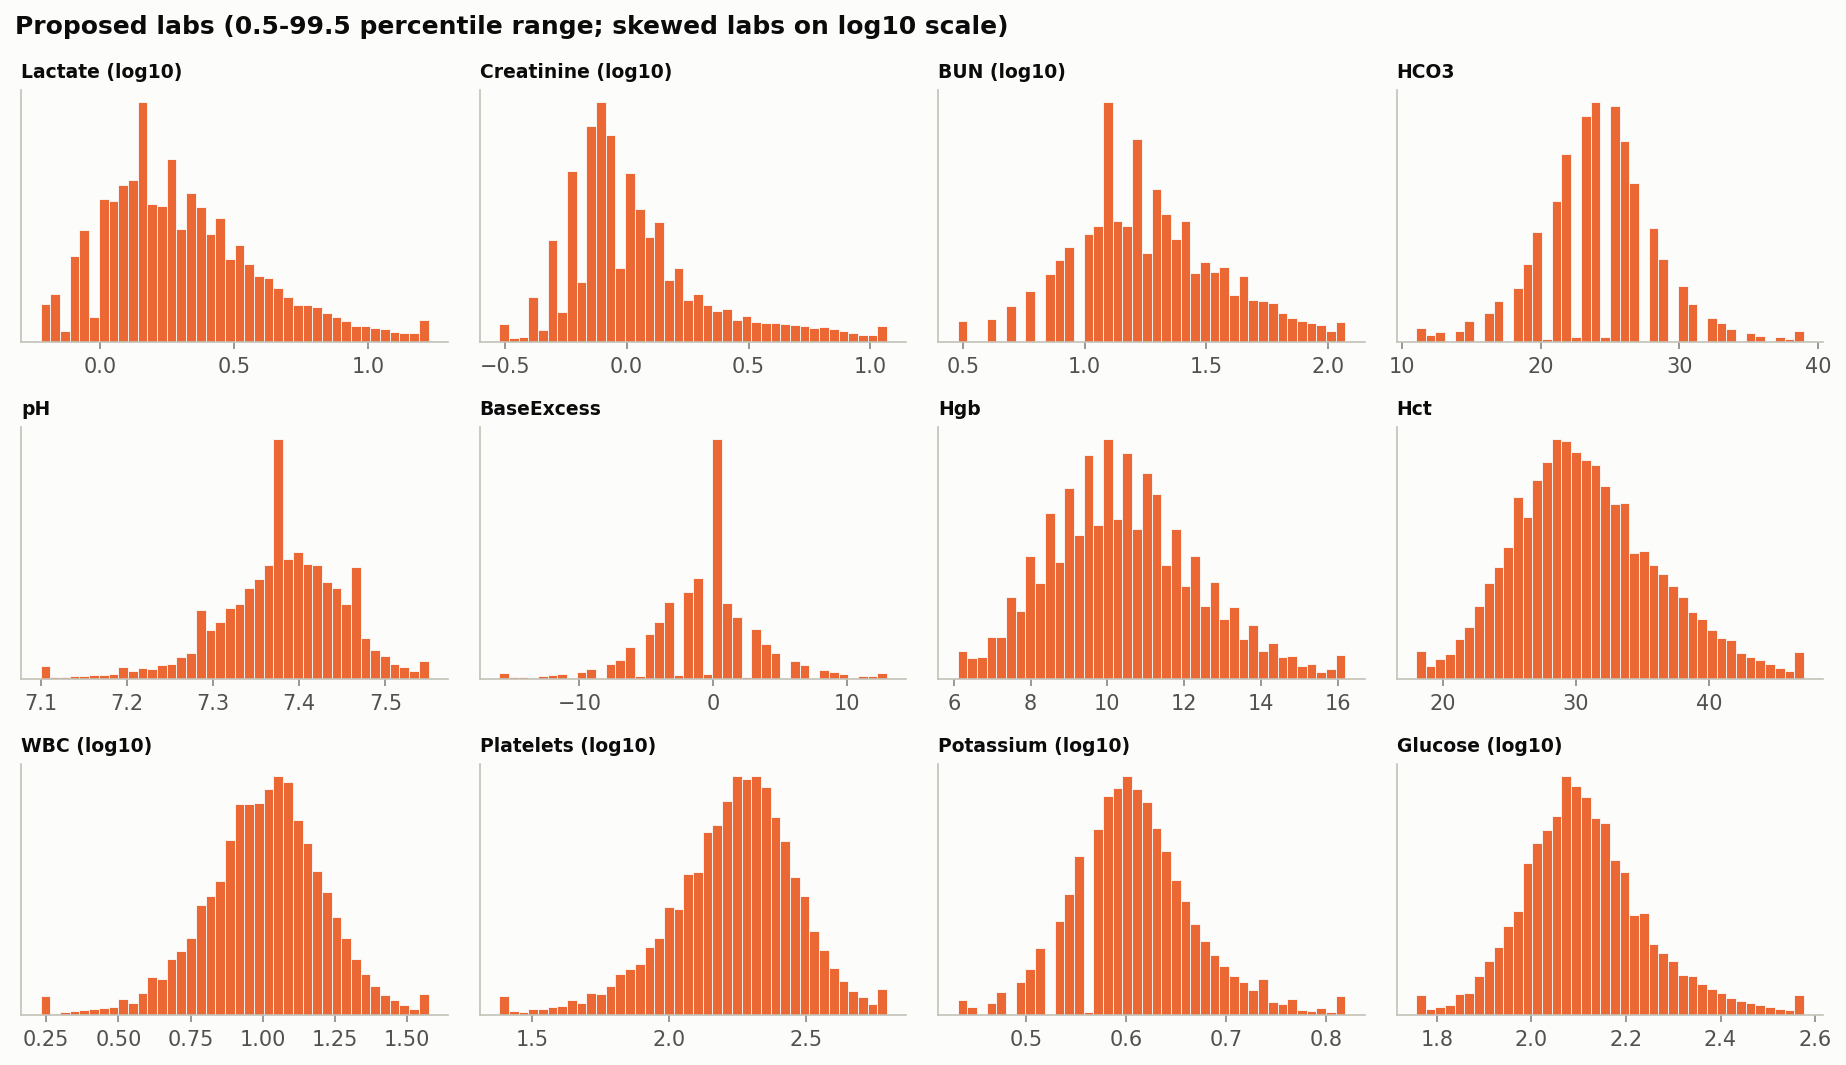 Proposed labs (0.5-99.5 percentile range; skewed labs on log10 scale)
Lactate (log10) Creatinine (log10) BUN (log10) HCO3
0.0 0.5 1.0 −0.5 0.0 0.5 1.0 0.5 1.0 1.5 2.0 10 20 30 40
pH BaseExcess Hgb Hct
7.1 7.2 7.3 7.4 7.5 −10 0 10 6 8 10 12 14 16 20 30 40
WBC (log10) Platelets (log10) Potassium (log10) Glucose (log10)
0.25 0.50 0.75 1.00 1.25 1.50 1.5 2.0 2.5 0.5 0.6 0.7 0.8 1.8 2.0 2.2 2.4 2.6